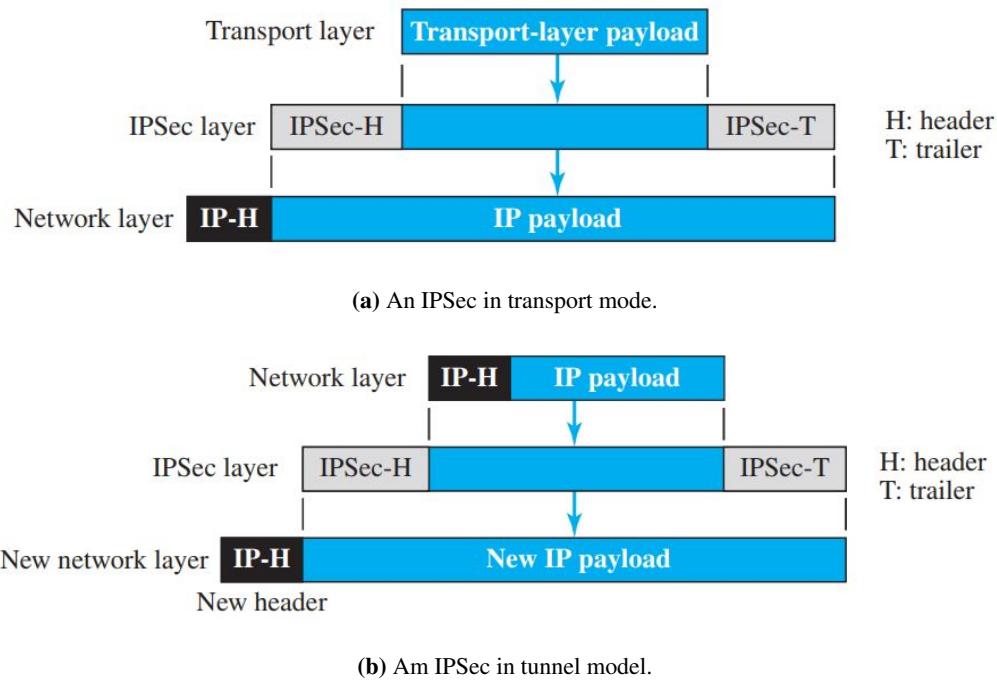 Transport layer Transport-layer payload
IPSec layer IPSec-H IPSec-T H: header
T: trailer
Network layer IP-H IP payload
(a) An IPSec in transport mode.
Network layer IP-H IP payload
IPSec layer IPSec-H IPSec-T H: header
T: trailer
New network layer IP-H New IP payload
New header
(b) Am IPSec in tunnel model.